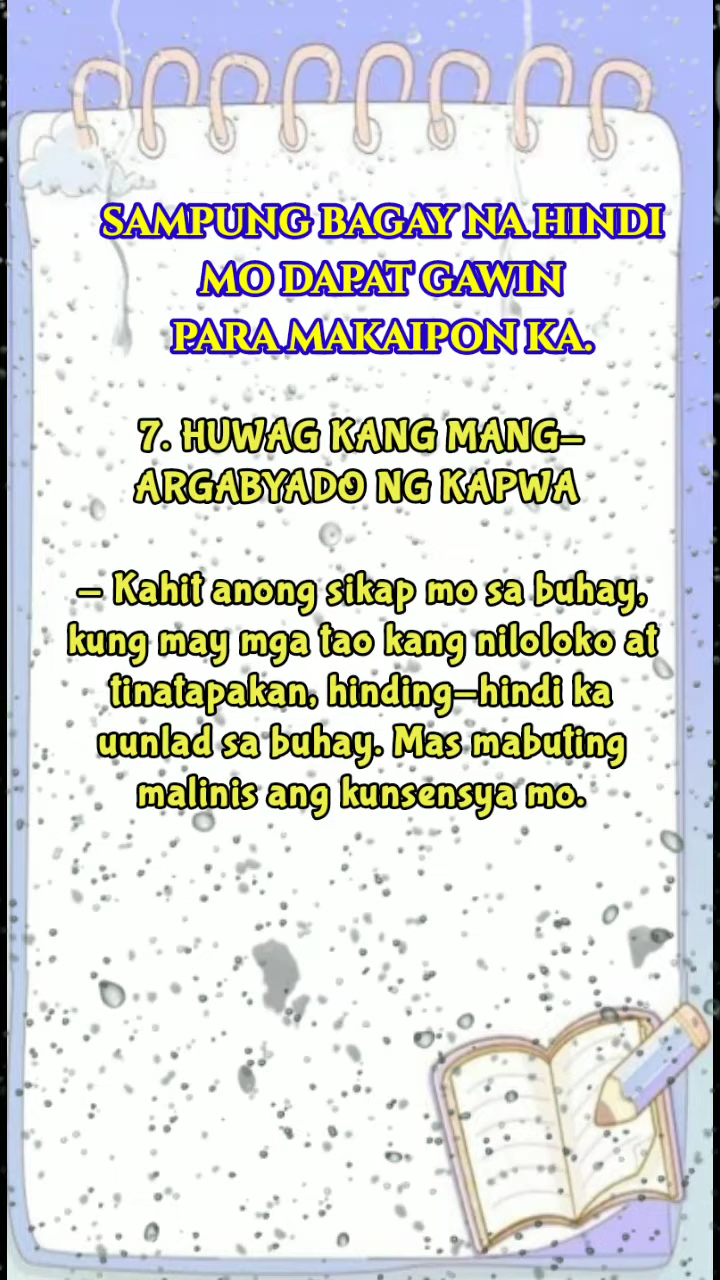 SAMPUNG BAGAY NA HINDI
MO DAPAT GAWIN
PARA MAKAIPON KA.
7. HUWAG KANG MANG-
ARGABYADO NG KAPWA
- Kahit anong sikap mo sa buhay,
kung may mga tao kang niloloko at
tinatapakan, hinding-hindi ka
uunlad sa buhay. Mas mabuting
malinis ang kunsensya mo.